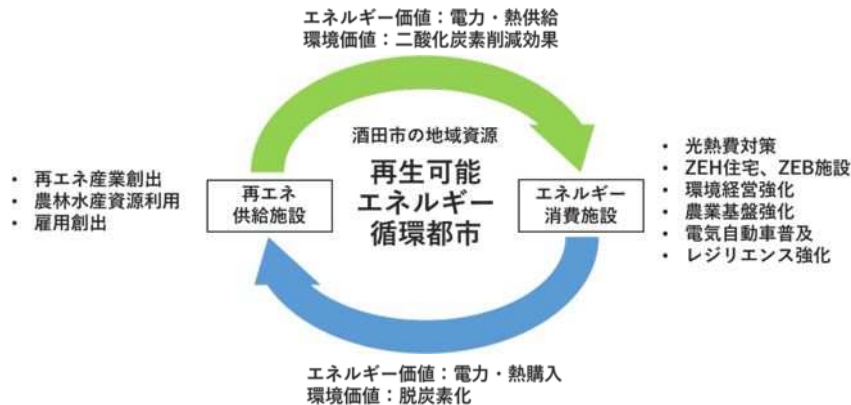 エネルギー価値：電力・熱供給
環境価値：二酸化炭素削減効果
酒田市の地域資源
再生可能
エネルギー
循環都市
• 再エネ産業創出
• 農林水産資源利用
• 雇用創出
再エネ
供給施設
エネルギー
消費施設
• 光熱費対策
• ZEH住宅、ZEB施設
• 環境経営強化
• 農業基盤強化
• 電気自動車普及
• レジリエンス強化
エネルギー価値：電力・熱購入
環境価値：脱炭素化